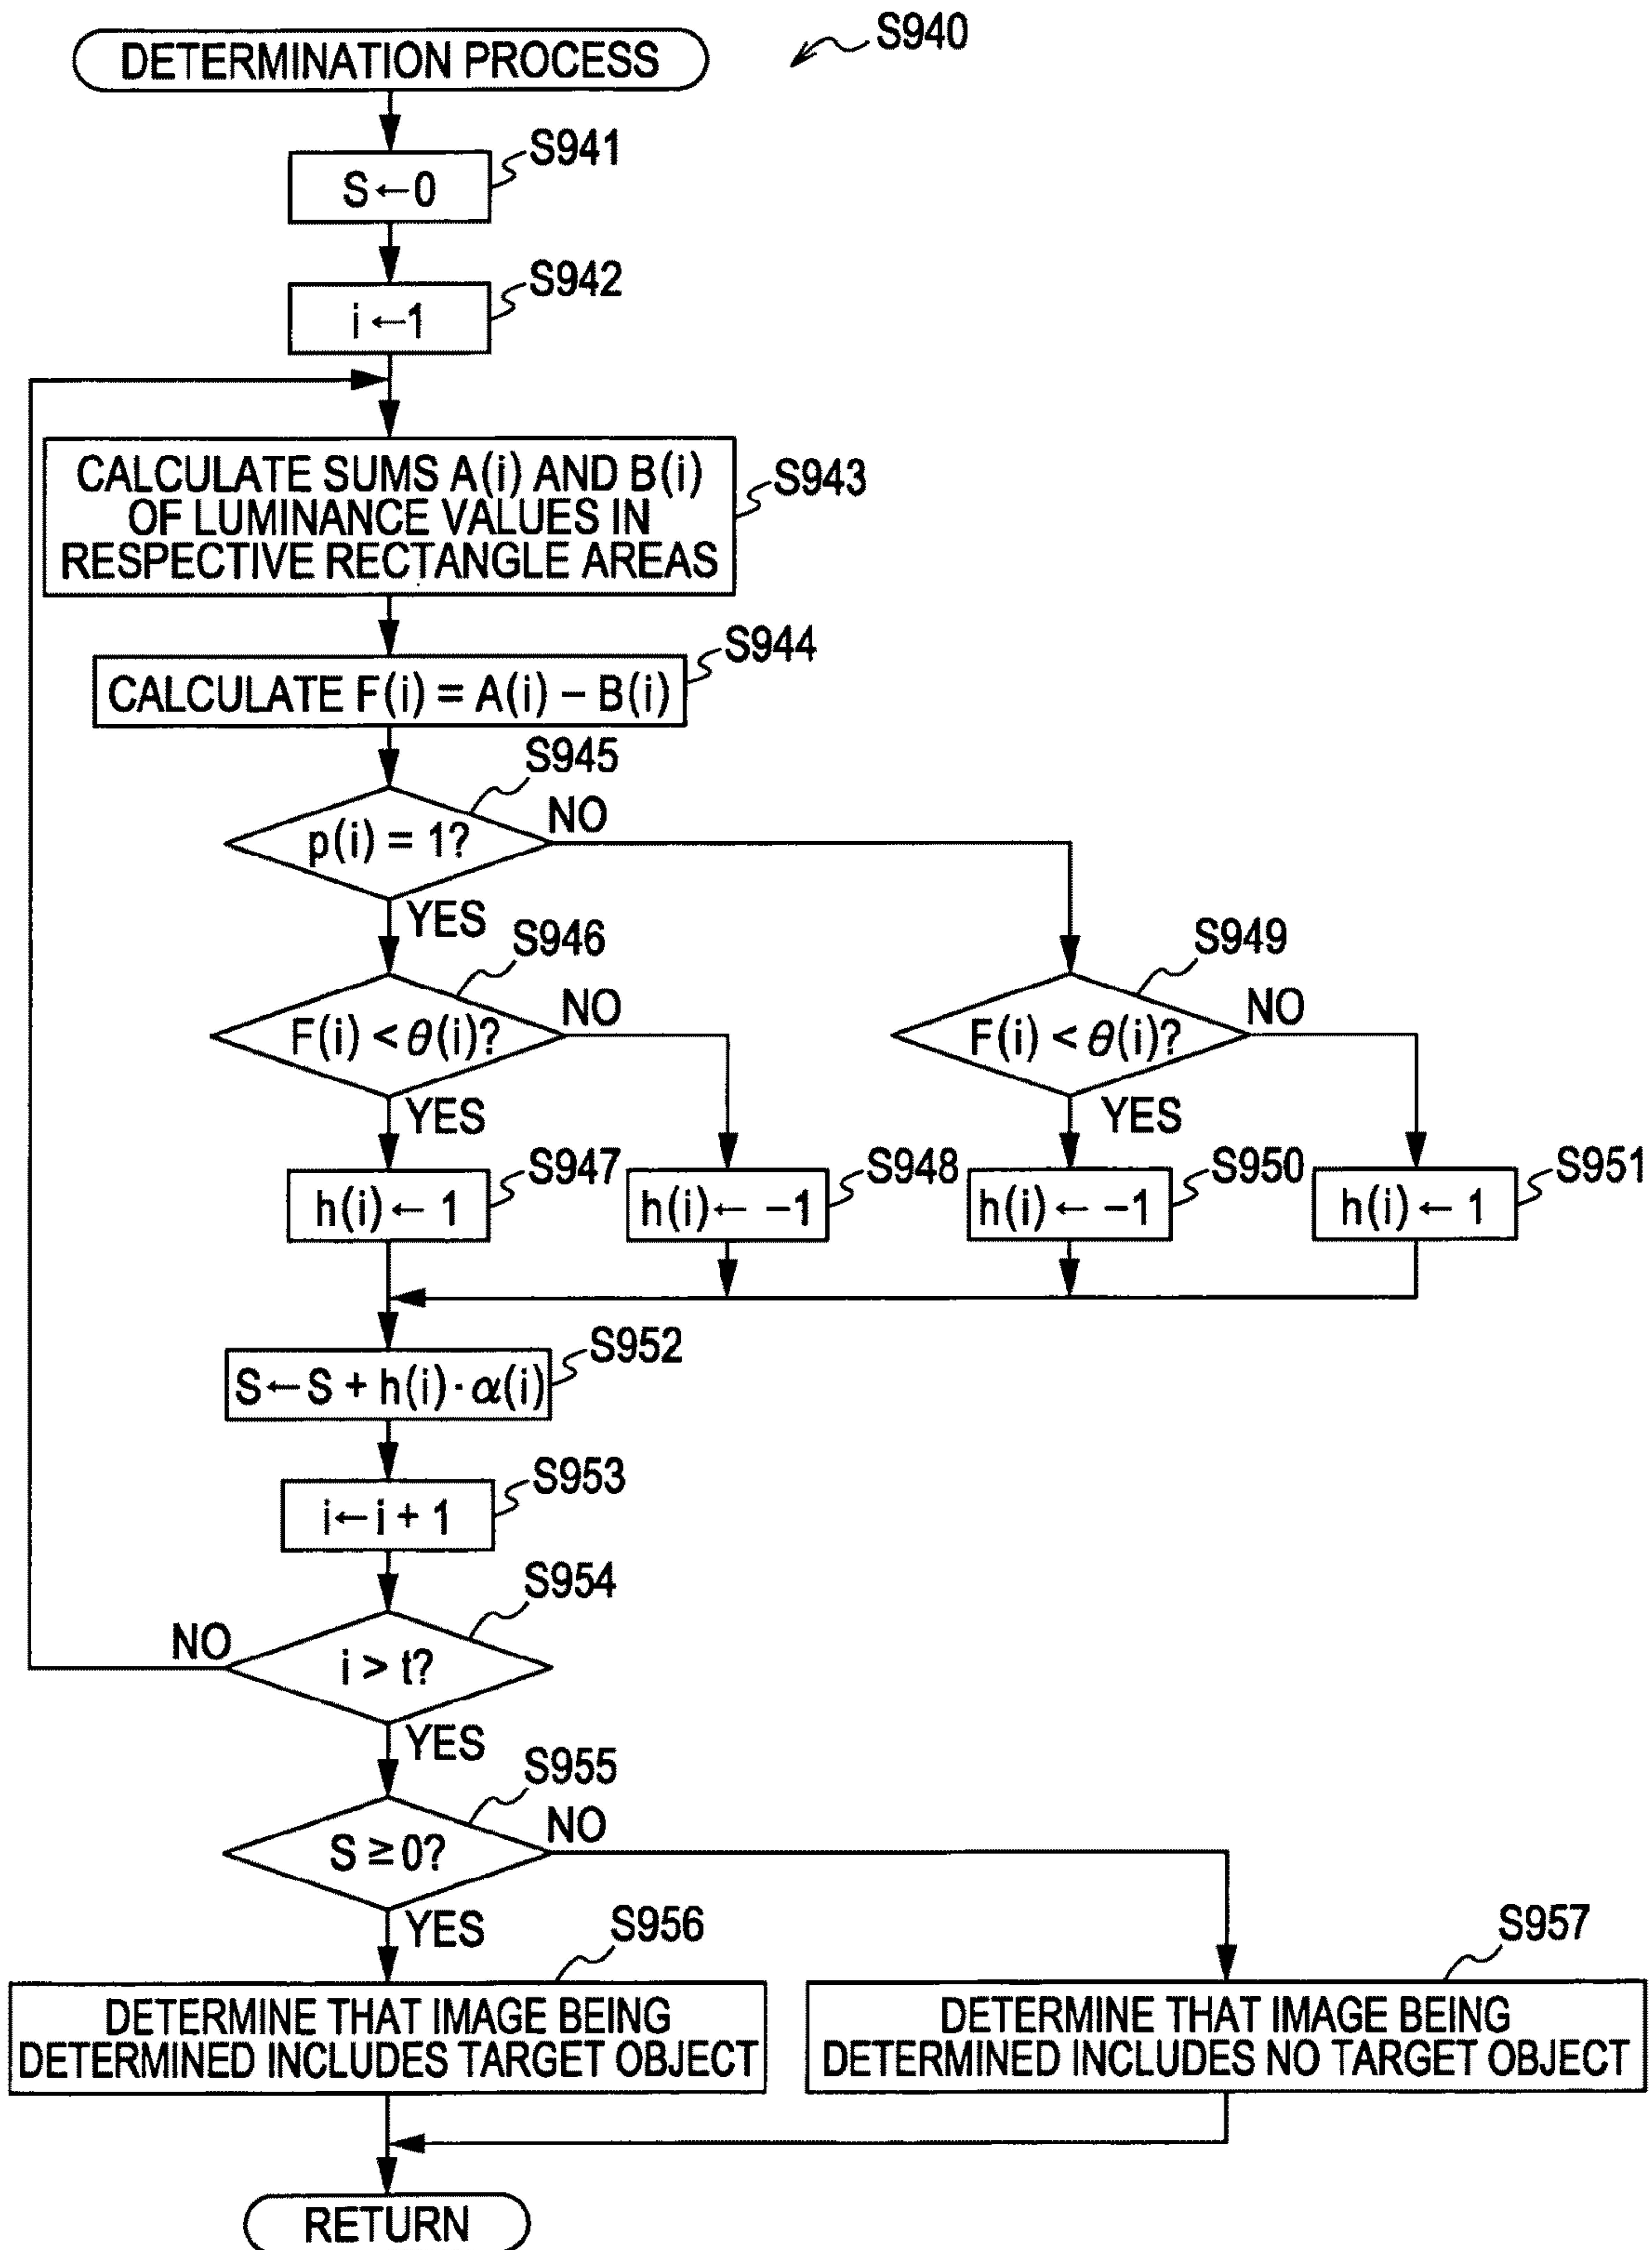 S940
DETERMINATION PROCESS
S941
S ← 0
S942
i ← 1
CALCULATE SUMS A(i) AND B(i)
OF LUMINANCE VALUES IN
RESPECTIVE RECTANGLE AREAS
S943
S944
CALCULATE F(i) = A(i) − B(i)
S945
p(i) = 1?
NO
YES
S946
F(i) < θ(i)?
NO
YES
S949
F(i) < θ(i)?
NO
YES
S947
h(i) ← 1
S948
h(i) ← −1
S950
h(i) ← −1
S951
h(i) ← 1
S952
S ← S + h(i) · α(i)
S953
i ← i + 1
S954
i > t?
NO
YES
S955
S ≥ 0?
NO
YES
S956
DETERMINE THAT IMAGE BEING
DETERMINED INCLUDES TARGET OBJECT
S957
DETERMINE THAT IMAGE BEING
DETERMINED INCLUDES NO TARGET OBJECT
RETURN